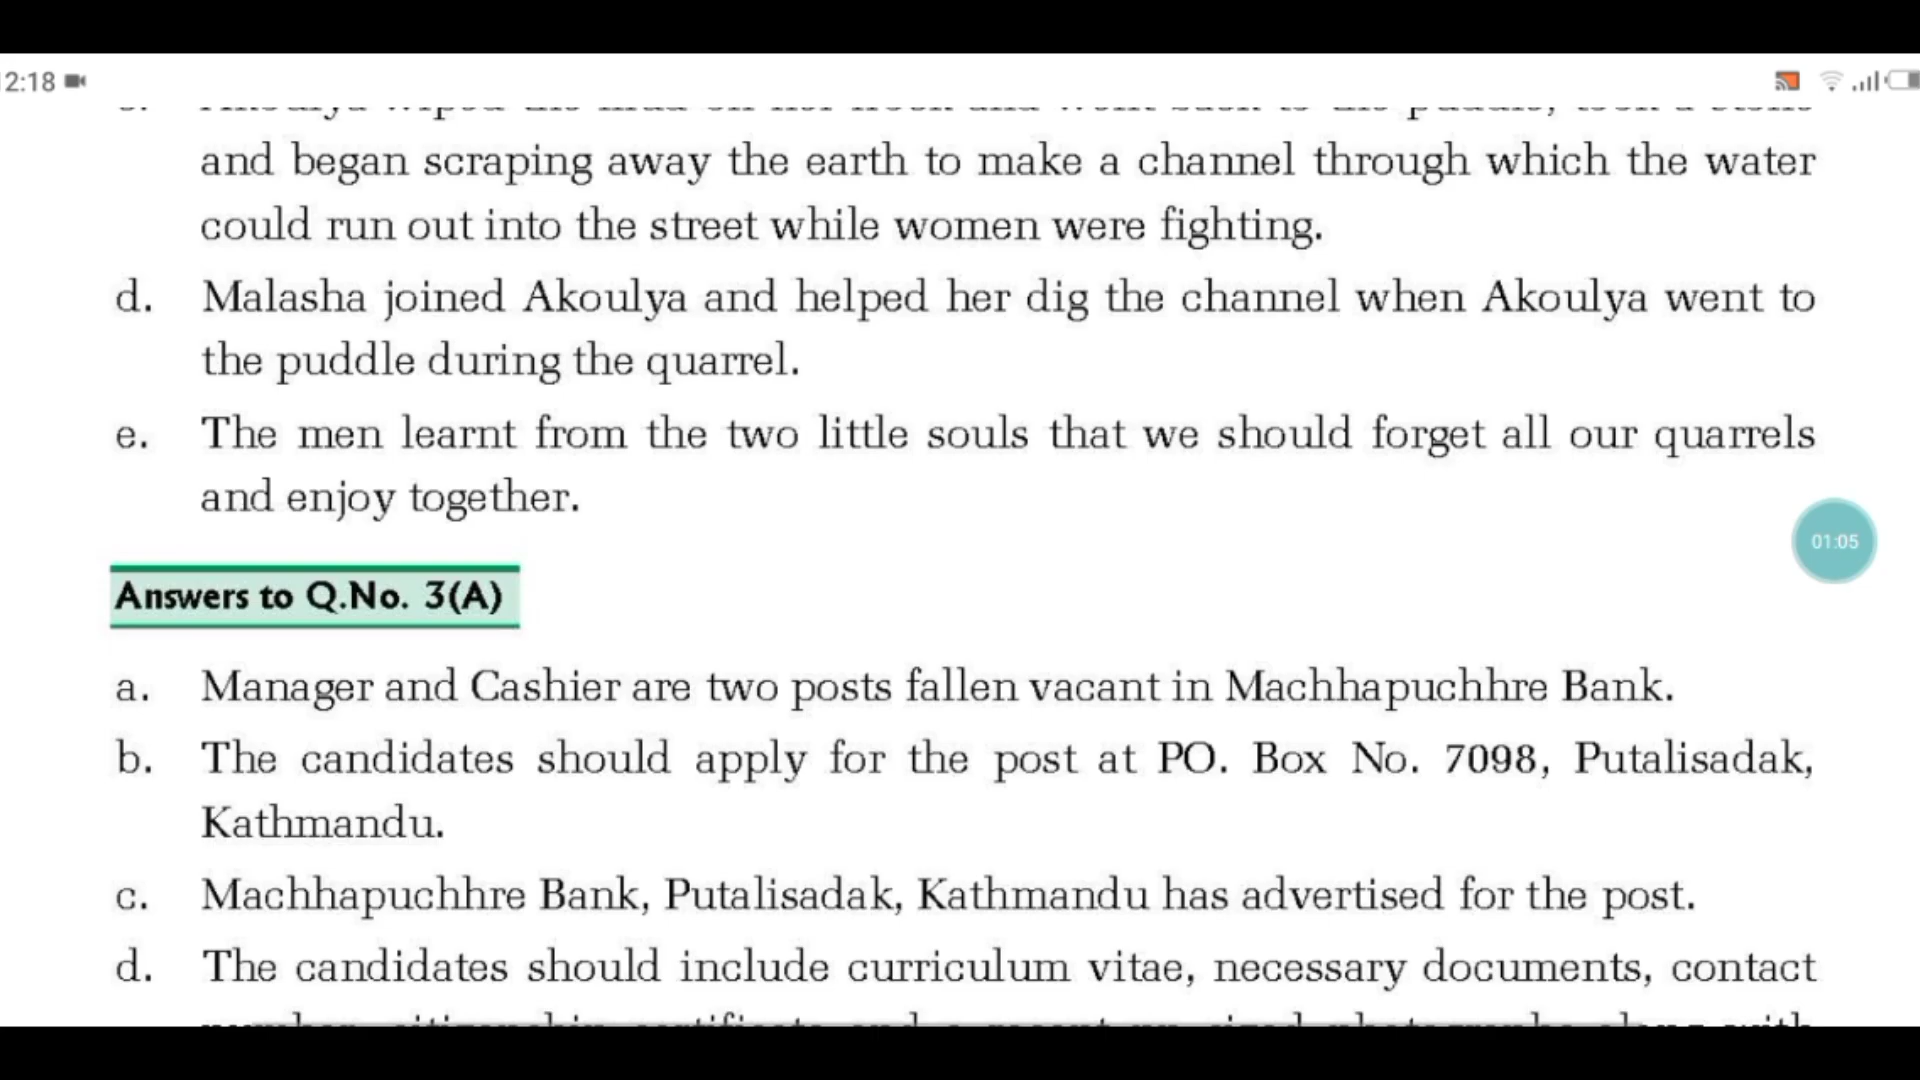 2:18
and began scraping away the earth to make a channel through which the water
could run out into the street while women were fighting.
d. Malasha joined Akoulya and helped her dig the channel when Akoulya went to
the puddle during the quarrel.
e. The men learnt from the two little souls that we should forget all our quarrels
and enjoy together.
01:05
Answers to Q.No. 3(A)
a. Manager and Cashier are two posts fallen vacant in Machhapuchhre Bank.
b. The candidates should apply for the post at PO. Box No. 7098, Putalisadak,
Kathmandu.
c. Machhapuchhre Bank, Putalisadak, Kathmandu has advertised for the post.
d. The candidates should include curriculum vitae, necessary documents, contact